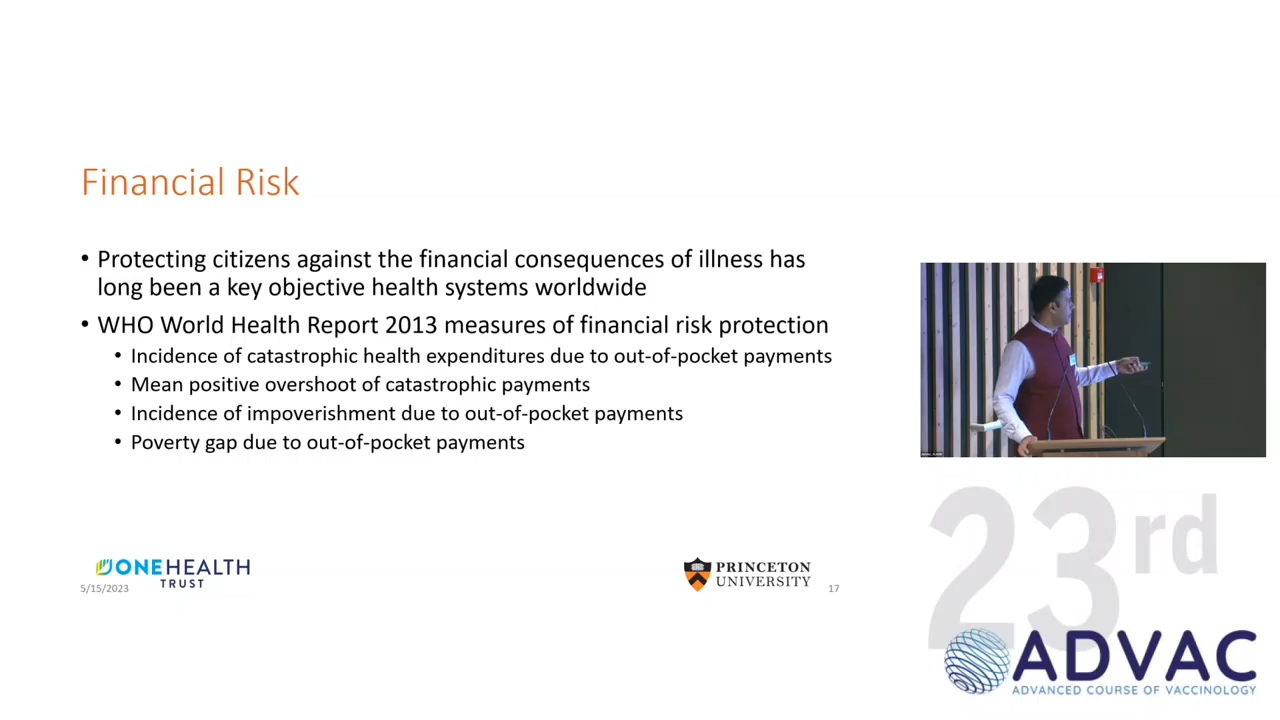 Financial Risk
• Protecting citizens against the financial consequences of illness has
long been a key objective health systems worldwide
• WHO World Health Report 2013 measures of financial risk protection
• Incidence of catastrophic health expenditures due to out-of-pocket payments
• Mean positive overshoot of catastrophic payments
• Incidence of impoverishment due to out-of-pocket payments
• Poverty gap due to out-of-pocket payments
ONEHEALTH
TRUST
5/15/2023
PRINCETON
UNIVERSITY
17
23rd
ADVAC
ADVANCED COURSE OF VACCINOLOGY